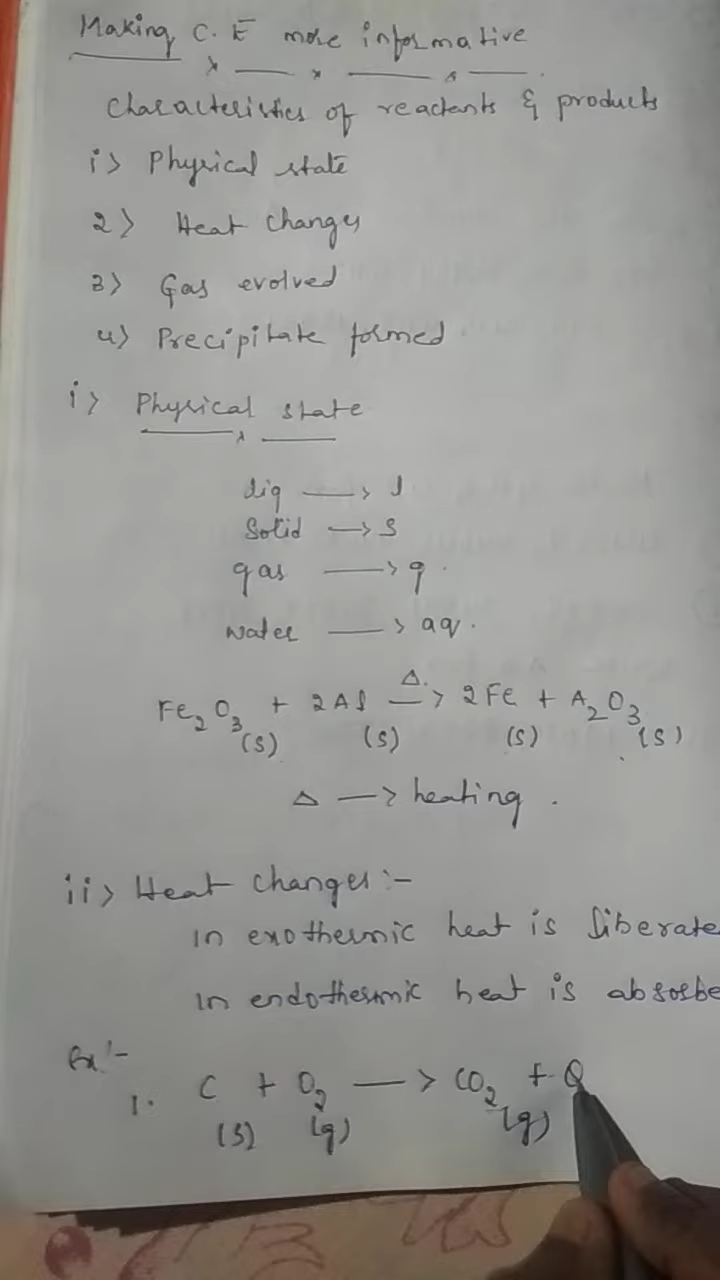 Making C.E more informative
Characteristics of reactants & products
i> Physical state
2> Heat changes
3> Gas evolved
4> Precipitate formed
i> Physical state
liq → l
Solid → s
gas → g.
water → aq.
Fe₂O₃ (s) + 2Al (s) —Δ→ 2Fe (s) + A₂O₃ (s)
Δ → heating.
ii> Heat changes :-
In exothermic heat is liberate
In endothermic heat is absorbe
Ex:-
1. C (s) + O₂ (g) → CO₂ (g) + Q